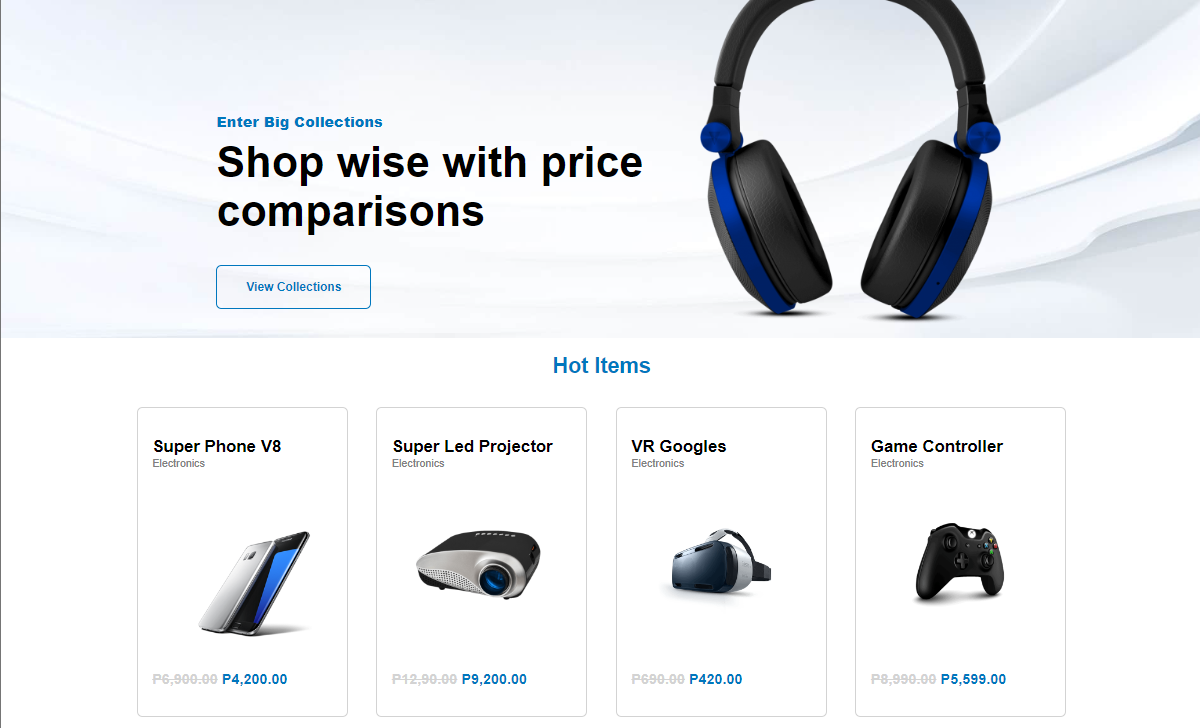 Enter Big Collections
Shop wise with price
comparisons
View Collections
Hot Items
Super Phone V8
Electronics
P6,900.00 P4,200.00
Super Led Projector
Electronics
P12,90.00 P9,200.00
VR Googles
Electronics
P690.00 P420.00
Game Controller
Electronics
P8,990.00 P5,599.00